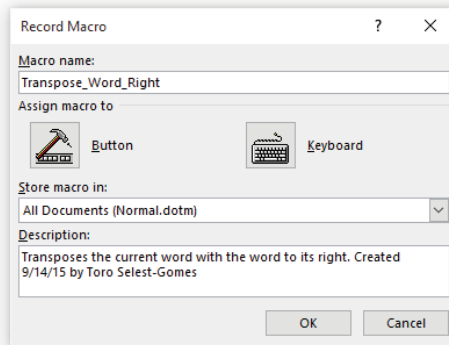 Record Macro
?
Macro name:
Transpose_Word_Right
Assign macro to
Button
Keyboard
Store macro in:
All Documents (Normal.dotm)
Description:
Transposes the current word with the word to its right. Created
9/14/15 by Toro Selest-Gomes
OK
Cancel